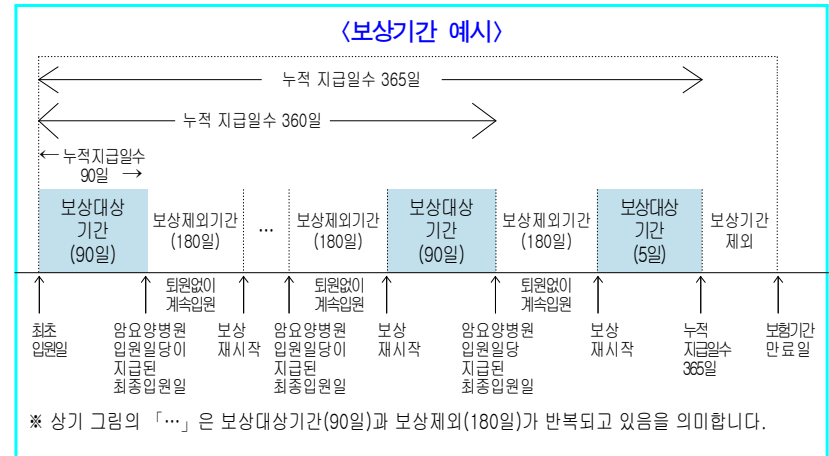 〈보상기간 예시〉
누적 지급일수 365일
누적 지급일수 360일
← 누적지급일수
90일 →
보상대상
기간
(90일)
보상제외기간
(180일)
…
보상제외기간
(180일)
보상대상
기간
(90일)
보상제외기간
(180일)
보상대상
기간
(5일)
보상기간
제외
퇴원없이
계속입원
퇴원없이
계속입원
퇴원없이
계속입원
최초
입원일
암요양병원
입원일당이
지급된
최종입원일
보상
재시작
암요양병원
입원일당이
지급된
최종입원일
보상
재시작
암요양병원
입원일당
지급된
최종입원일
보상
재시작
누적
지급일수
365일
보험기간
만료일
※ 상기 그림의 「…」은 보상대상기간(90일)과 보상제외(180일)가 반복되고 있음을 의미합니다.